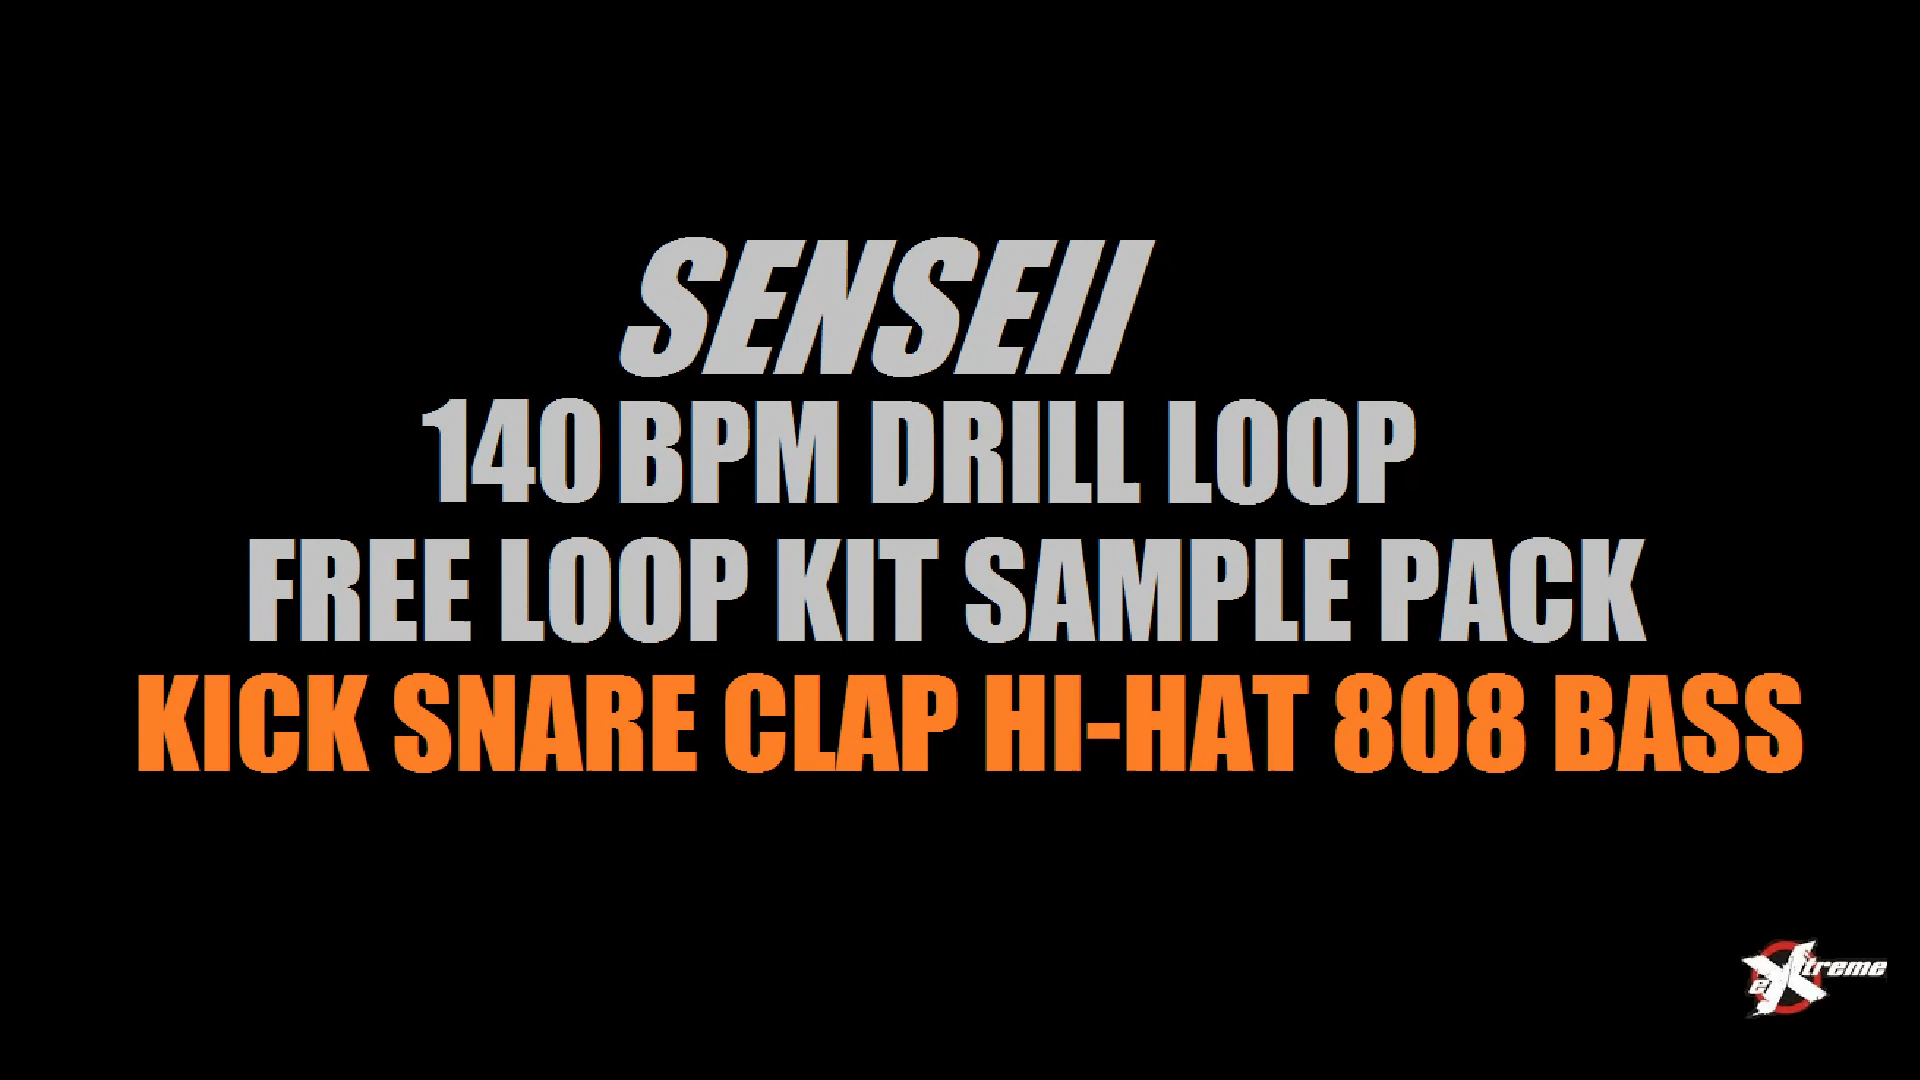 SENSEII
140 BPM DRILL LOOP
FREE LOOP KIT SAMPLE PACK
KICK SNARE CLAP HI-HAT 808 BASS
eXtreme